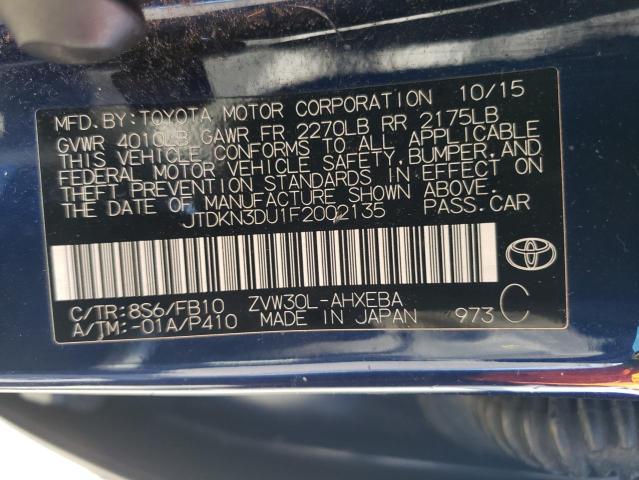 MFD. BY: TOYOTA MOTOR CORPORATION 10/15
GVWR 4010LB GAWR FR 2270LB RR 2175LB
THIS VEHICLE CONFORMS TO ALL APPLICABLE
FEDERAL MOTOR VEHICLE SAFETY, BUMPER, AND
THEFT PREVENTION STANDARDS IN EFFECT ON
THE DATE OF MANUFACTURE SHOWN ABOVE.
JTDKN3DU1F2002135 PASS. CAR
C/TR: 8S6/FB10 ZVW30L-AHXEBA
A/TM: -01A/P410 MADE IN JAPAN 973 C